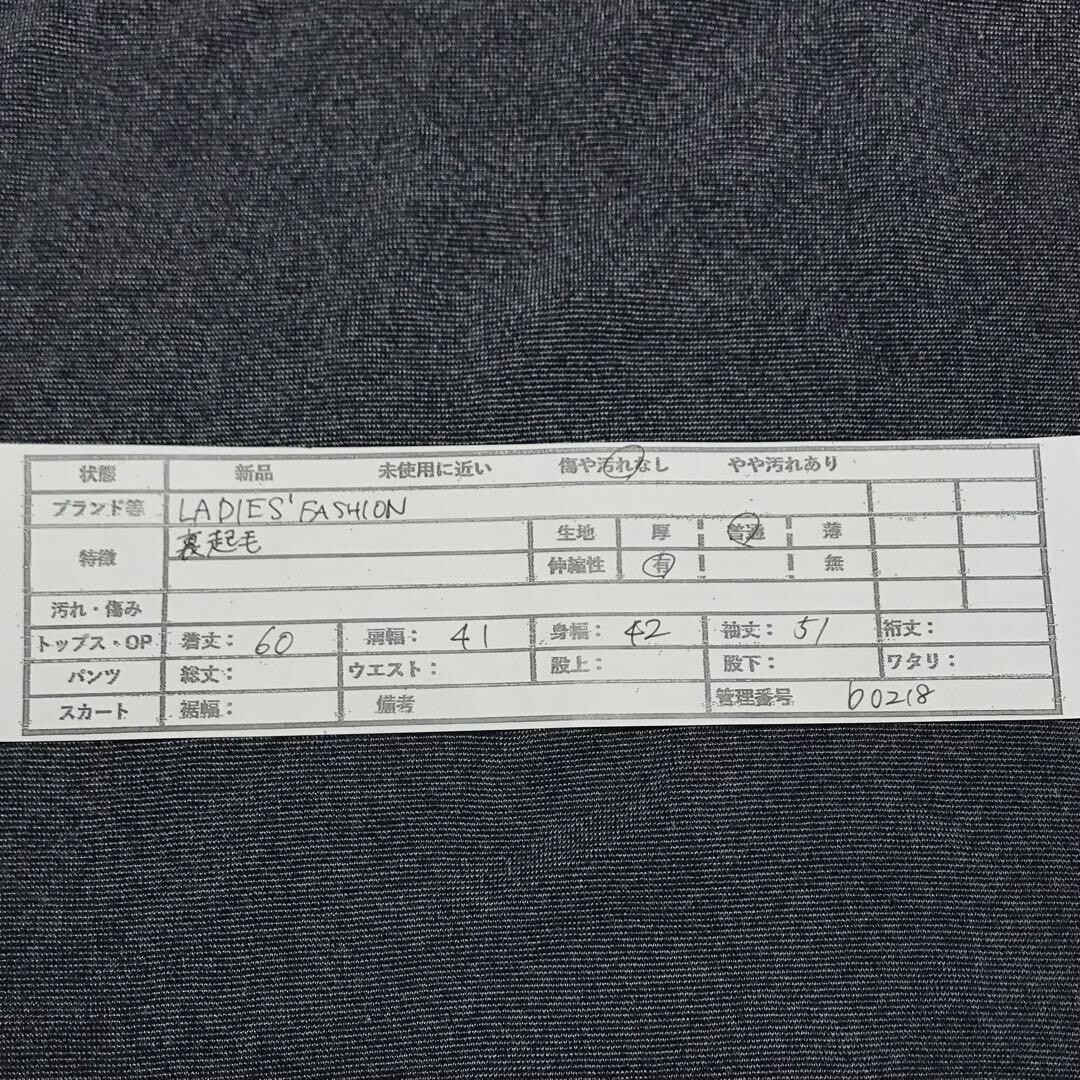 状態 新品 未使用に近い 傷や汚れなし やや汚れあり
ブランド等 LADIES'FASHION
特徴 裏起毛 生地 厚 普通 薄
伸縮性 有 無
汚れ・傷み
トップス・OP 着丈: 60 肩幅: 41 身幅: 42 袖丈: 51 裄丈:
パンツ 総丈: ウエスト: 股上: 股下: ワタリ:
スカート 裾幅: 備考 管理番号 b0218